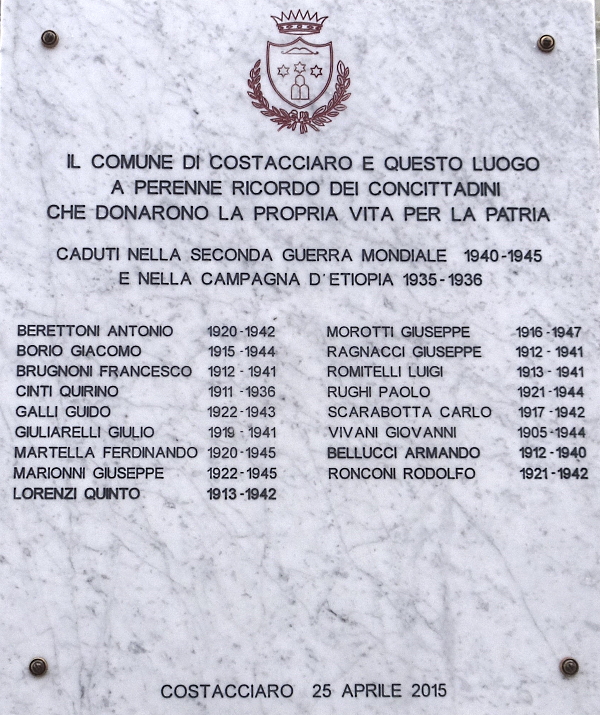 IL COMUNE DI COSTACCIARO E QUESTO LUOGO
A PERENNE RICORDO DEI CONCITTADINI
CHE DONARONO LA PROPRIA VITA PER LA PATRIA
CADUTI NELLA SECONDA GUERRA MONDIALE 1940-1945
E NELLA CAMPAGNA D'ETIOPIA 1935-1936
BERETTONI ANTONIO 1920-1942
BORIO GIACOMO 1915-1944
BRUGNONI FRANCESCO 1912-1941
CINTI QUIRINO 1911-1936
GALLI GUIDO 1922-1943
GIULIARELLI GIULIO 1919-1941
MARTELLA FERDINANDO 1920-1945
MARIONNI GIUSEPPE 1922-1945
LORENZI QUINTO 1913-1942
MOROTTI GIUSEPPE 1916-1947
RAGNACCI GIUSEPPE 1912-1941
ROMITELLI LUIGI 1913-1941
RUGHI PAOLO 1921-1944
SCARABOTTA CARLO 1917-1942
VIVANI GIOVANNI 1905-1944
BELLUCCI ARMANDO 1912-1940
RONCONI RODOLFO 1921-1942
COSTACCIARO 25 APRILE 2015